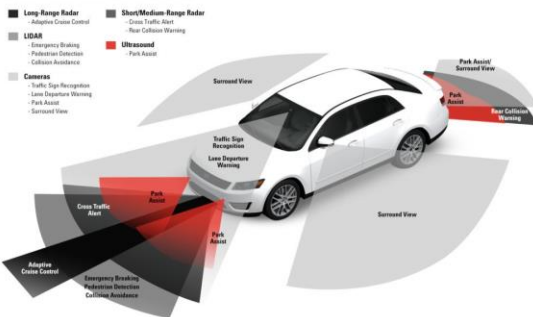 Long-Range Radar
- Adaptive Cruise Control
LIDAR
- Emergency Braking
- Pedestrian Detection
- Collision Avoidance
Cameras
- Traffic Sign Recognition
- Lane Departure Warning
- Park Assist
- Surround View
Short/Medium-Range Radar
- Cross Traffic Alert
- Rear Collision Warning
Ultrasound
- Park Assist
Surround View
Park Assist/
Surround View
Park
Assist
Rear Collision
Warning
Traffic Sign
Recognition
Lane Departure
Warning
Park
Assist
Cross Traffic
Alert
Park
Assist
Surround View
Adaptive
Cruise Control
Emergency Breaking
Pedestrian Detection
Collision Avoidance